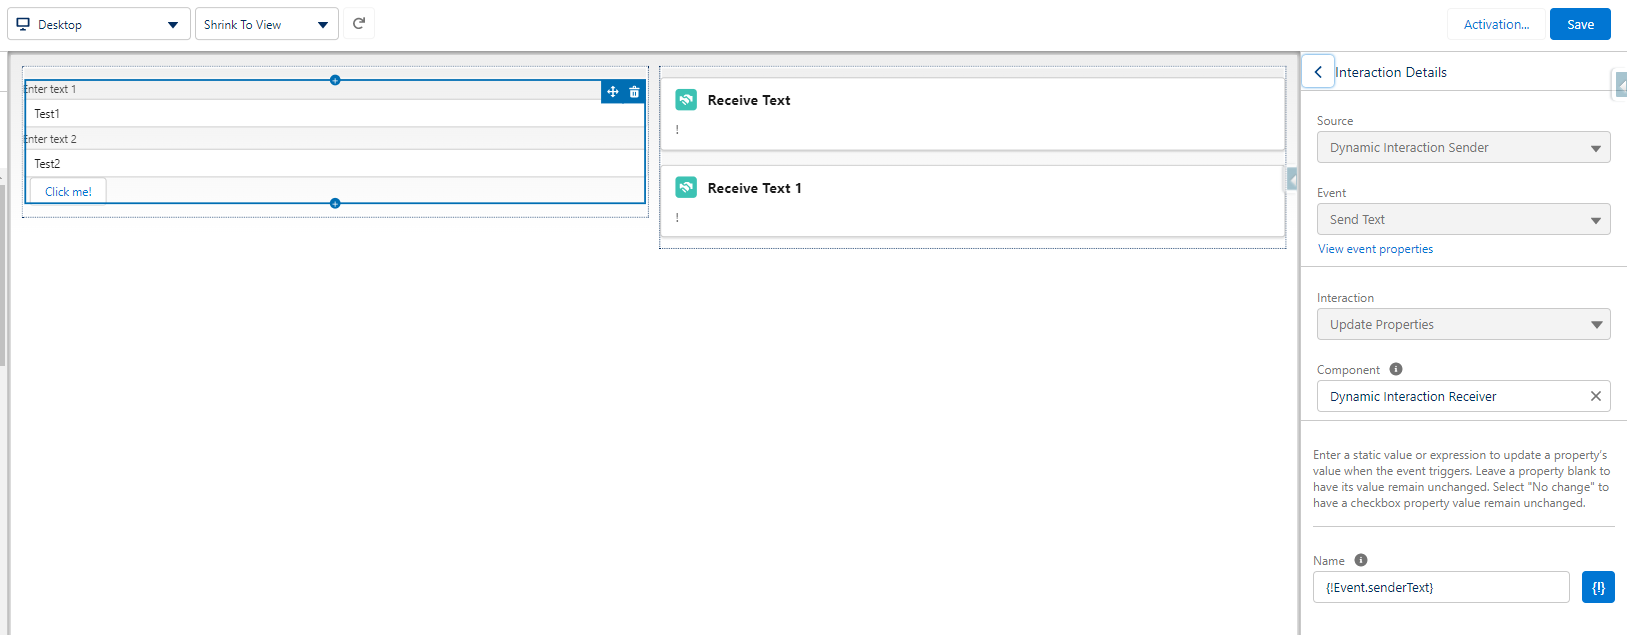 Desktop
Shrink To View
Activation...
Save
Enter text 1
Test1
Enter text 2
Test2
Click me!
Receive Text
!
Receive Text 1
!
Interaction Details
Source
Dynamic Interaction Sender
Event
Send Text
View event properties
Interaction
Update Properties
Component
Dynamic Interaction Receiver
Enter a static value or expression to update a property's
value when the event triggers. Leave a property blank to
have its value remain unchanged. Select "No change" to
have a checkbox property value remain unchanged.
Name
{!Event.senderText}
{!}